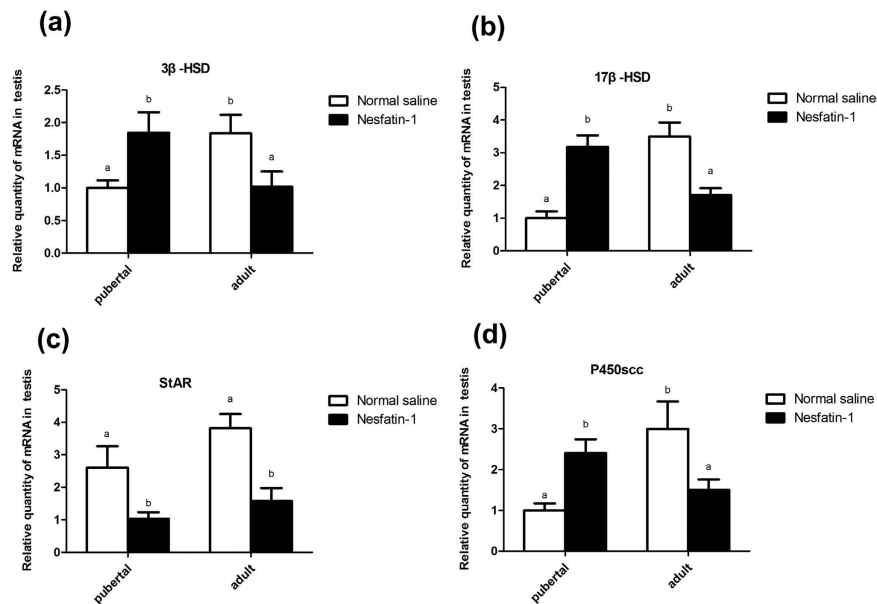 (a)
3β -HSD
Relative quantity of mRNA in testis
2.5
2.0
1.5
1.0
0.5
0.0
a
b
b
a
pubertal
adult
Normal saline
Nesfatin-1
(b)
17β -HSD
Relative quantity of mRNA in testis
5
4
3
2
1
0
a
b
b
a
pubertal
adult
Normal saline
Nesfatin-1
(c)
StAR
Relative quantity of mRNA in testis
5
4
3
2
1
0
a
b
a
b
pubertal
adult
Normal saline
Nesfatin-1
(d)
P450scc
Relative quantity of mRNA in testis
4
3
2
1
0
a
b
b
a
pubertal
adult
Normal saline
Nesfatin-1